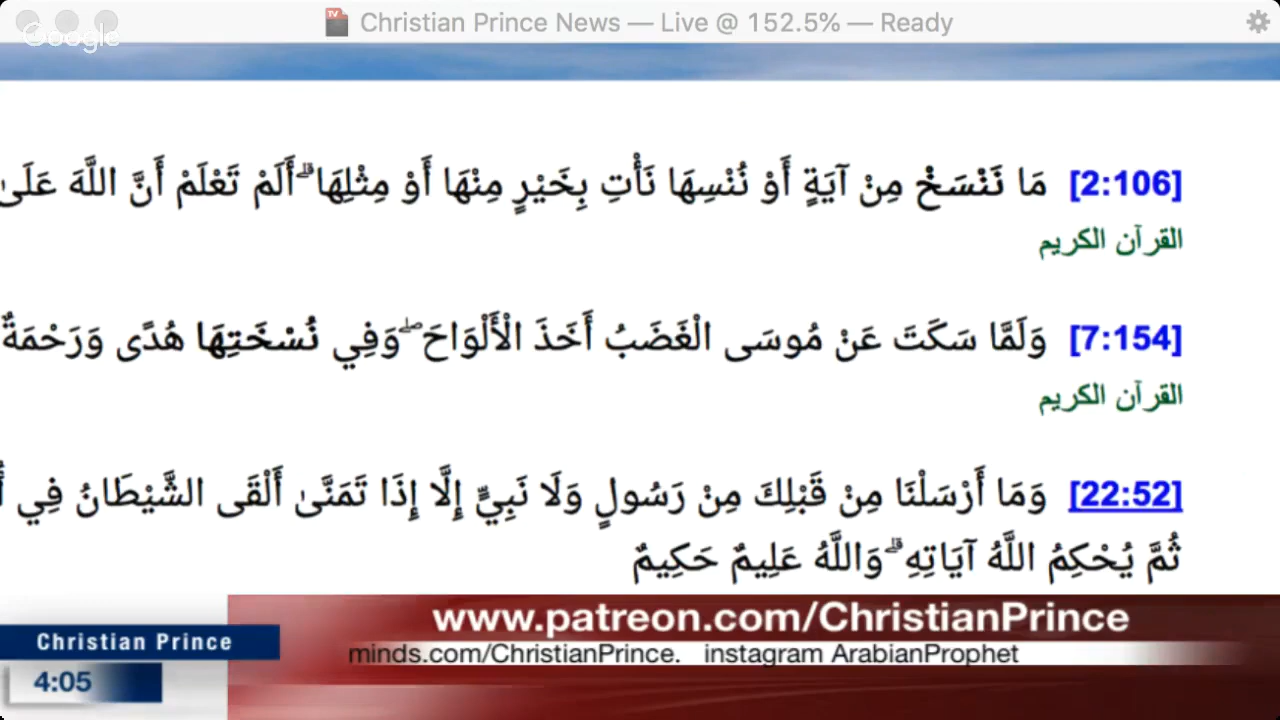 Christian Prince News — Live @ 152.5% — Ready
Google
[2:106] مَا نَنْسَخْ مِنْ آيَةٍ أَوْ نُنْسِهَا نَأْتِ بِخَيْرٍ مِنْهَا أَوْ مِثْلِهَا ۗ أَلَمْ تَعْلَمْ أَنَّ اللَّهَ عَلَىٰ
القرآن الكريم
[7:154] وَلَمَّا سَكَتَ عَنْ مُوسَى الْغَضَبُ أَخَذَ الْأَلْوَاحَ ۖ وَفِي نُسْخَتِهَا هُدًى وَرَحْمَةٌ
القرآن الكريم
[22:52] وَمَا أَرْسَلْنَا مِنْ قَبْلِكَ مِنْ رَسُولٍ وَلَا نَبِيٍّ إِلَّا إِذَا تَمَنَّىٰ أَلْقَى الشَّيْطَانُ فِي
ثُمَّ يُحْكِمُ اللَّهُ آيَاتِهِ ۗ وَاللَّهُ عَلِيمٌ حَكِيمٌ
www.patreon.com/ChristianPrince
Christian Prince
minds.com/ChristianPrince. instagram ArabianProphet
4:05